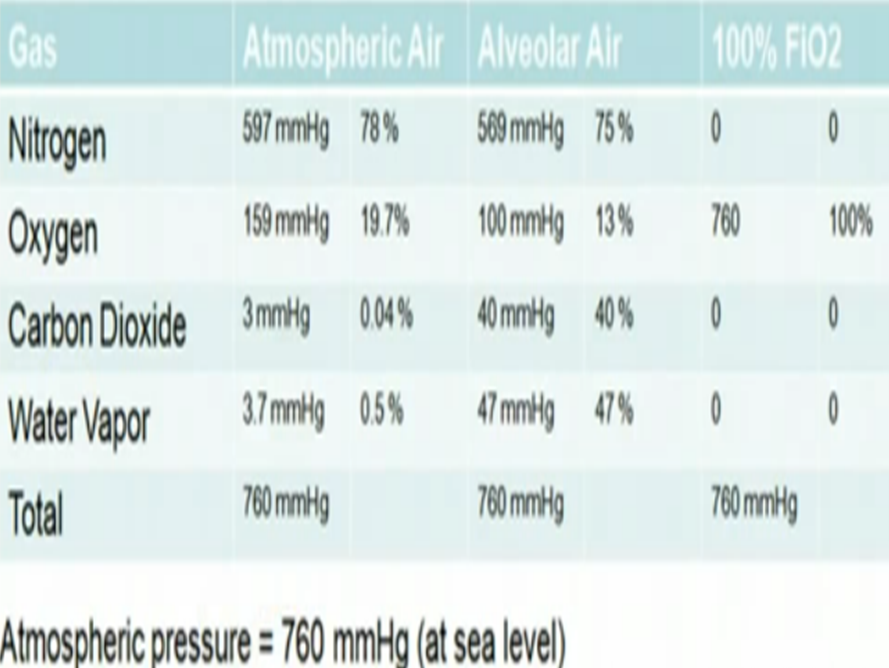 Gas Atmospheric Air Alveolar Air 100% FiO2
Nitrogen 597 mmHg 78% 569 mmHg 75% 0 0
Oxygen 159 mmHg 19.7% 100 mmHg 13% 760 100%
Carbon Dioxide 3 mmHg 0.04% 40 mmHg 40% 0 0
Water Vapor 3.7 mmHg 0.5% 47 mmHg 47% 0 0
Total 760 mmHg 760 mmHg 760 mmHg
Atmospheric pressure = 760 mmHg (at sea level)